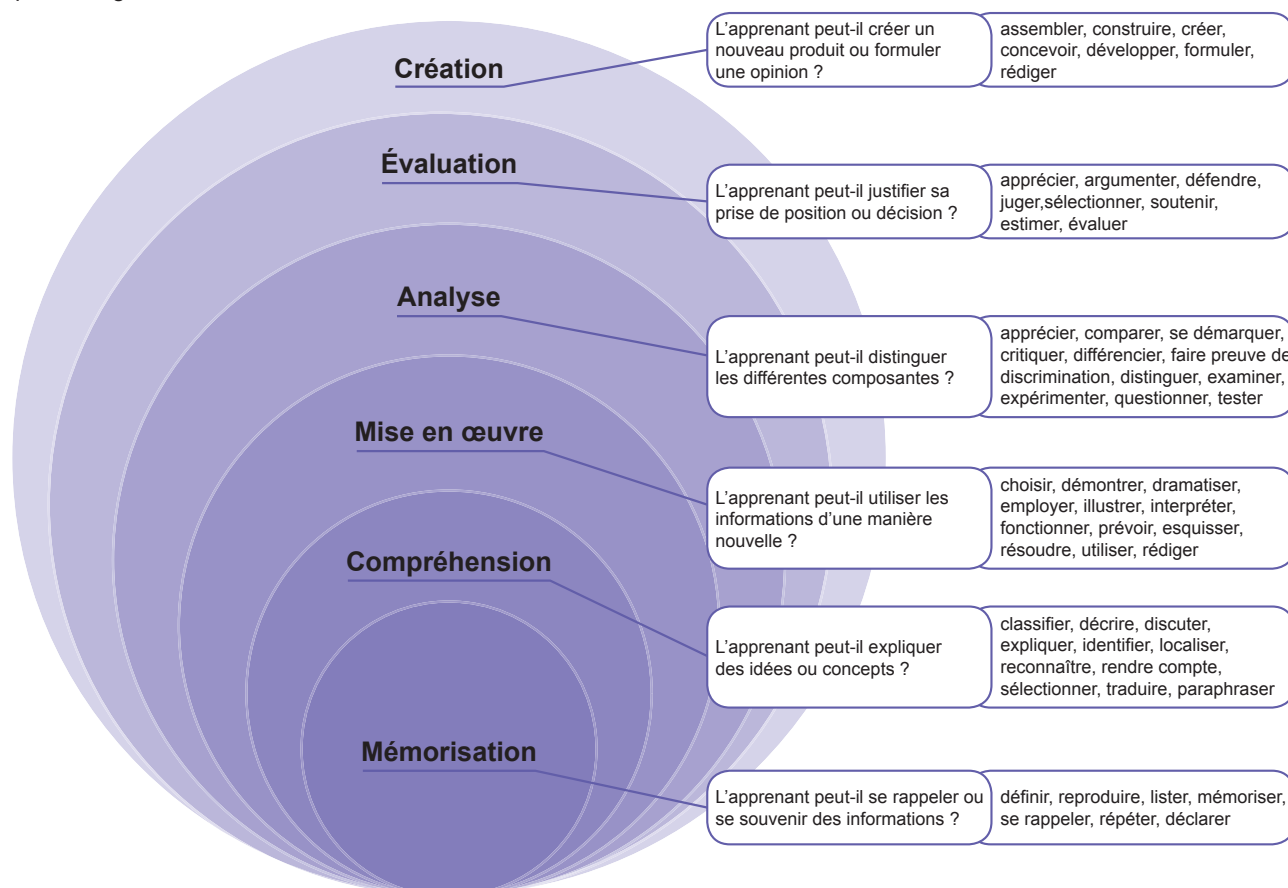 Création
L'apprenant peut-il créer un
nouveau produit ou formuler
une opinion ?
assembler, construire, créer,
concevoir, développer, formuler,
rédiger
Évaluation
L'apprenant peut-il justifier sa
prise de position ou décision ?
apprécier, argumenter, défendre,
juger,sélectionner, soutenir,
estimer, évaluer
Analyse
L'apprenant peut-il distinguer
les différentes composantes ?
apprécier, comparer, se démarquer,
critiquer, différencier, faire preuve de
discrimination, distinguer, examiner,
expérimenter, questionner, tester
Mise en œuvre
L'apprenant peut-il utiliser les
informations d'une manière
nouvelle ?
choisir, démontrer, dramatiser,
employer, illustrer, interpréter,
fonctionner, prévoir, esquisser,
résoudre, utiliser, rédiger
Compréhension
L'apprenant peut-il expliquer
des idées ou concepts ?
classifier, décrire, discuter,
expliquer, identifier, localiser,
reconnaître, rendre compte,
sélectionner, traduire, paraphraser
Mémorisation
L'apprenant peut-il se rappeler ou
se souvenir des informations ?
définir, reproduire, lister, mémoriser,
se rappeler, répéter, déclarer